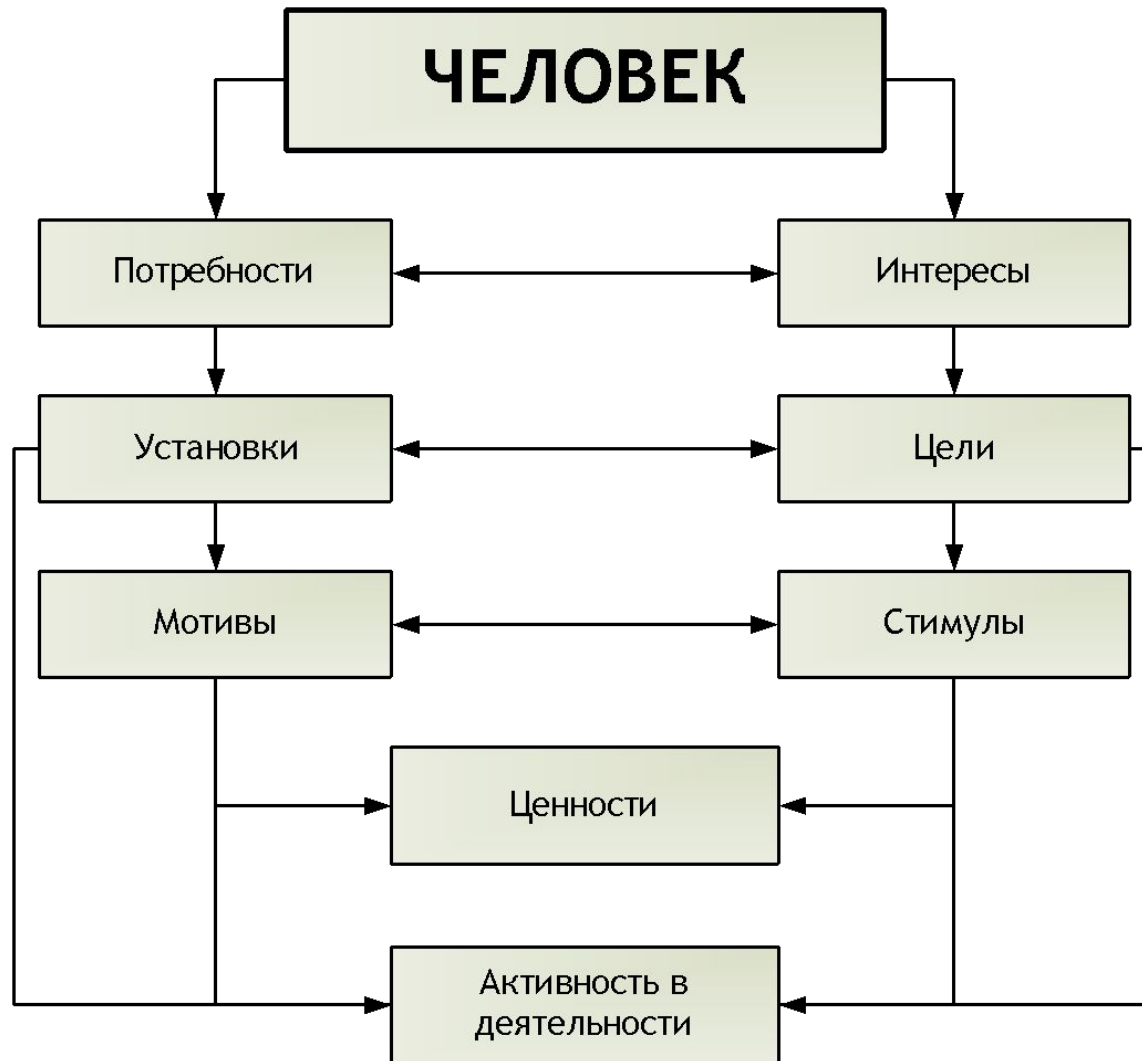 ЧЕЛОВЕК
Потребности
Интересы
Установки
Цели
Мотивы
Стимулы
Ценности
Активность в
деятельности